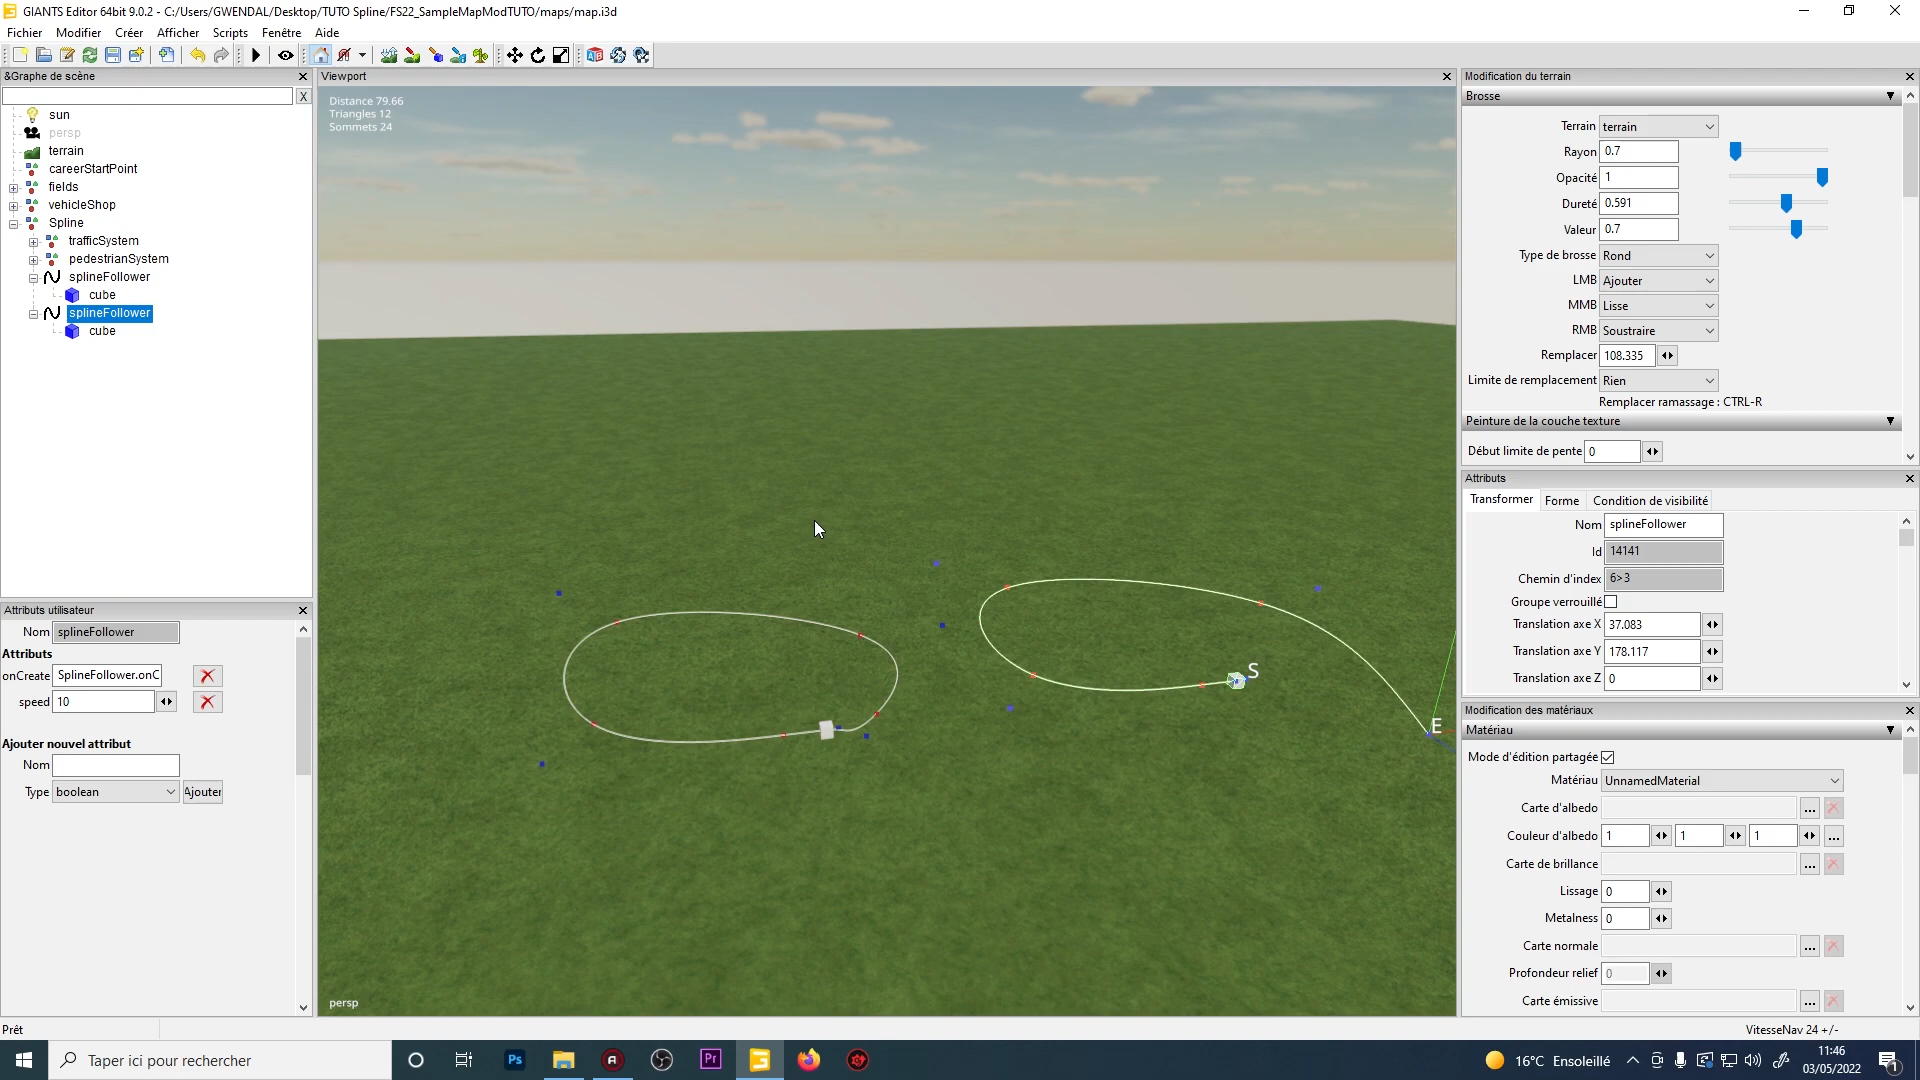 GIANTS Editor 64bit 9.0.2 - C:/Users/GWENDAL/Desktop/TUTO Spline/FS22_SampleMapModTUTO/maps/map.i3d
Fichier Modifier Créer Afficher Scripts Fenêtre Aide
&Graphe de scène
X
sun
persp
terrain
careerStartPoint
fields
vehicleShop
Spline
trafficSystem
pedestrianSystem
splineFollower
cube
splineFollower
cube
Attributs utilisateur
Nom splineFollower
Attributs
onCreate SplineFollower.onC
speed 10
Ajouter nouvel attribut
Nom
Type boolean Ajouter
Viewport
Distance 79.66
Triangles 12
Sommets 24
S
E
persp
Modification du terrain
Brosse
Terrain terrain
Rayon 0.7
Opacité 1
Dureté 0.591
Valeur 0.7
Type de brosse Rond
LMB Ajouter
MMB Lisse
RMB Soustraire
Remplacer 108.335
Limite de remplacement Rien
Remplacer ramassage : CTRL-R
Peinture de la couche texture
Début limite de pente 0
Attributs
Transformer Forme Condition de visibilité
Nom splineFollower
Id 14141
Chemin d'index 6>3
Groupe verrouillé
Translation axe X 37.083
Translation axe Y 178.117
Translation axe Z 0
Modification des matériaux
Matériau
Mode d'édition partagée
Matériau UnnamedMaterial
Carte d'albedo ...
Couleur d'albedo 1 1 1 ...
Carte de brillance ...
Lissage 0
Metalness 0
Carte normale ...
Profondeur relief 0
Carte émissive ...
Prêt
VitesseNav 24 +/-
Taper ici pour rechercher
Ps
Pr
16°C Ensoleillé
11:46
03/05/2022
1